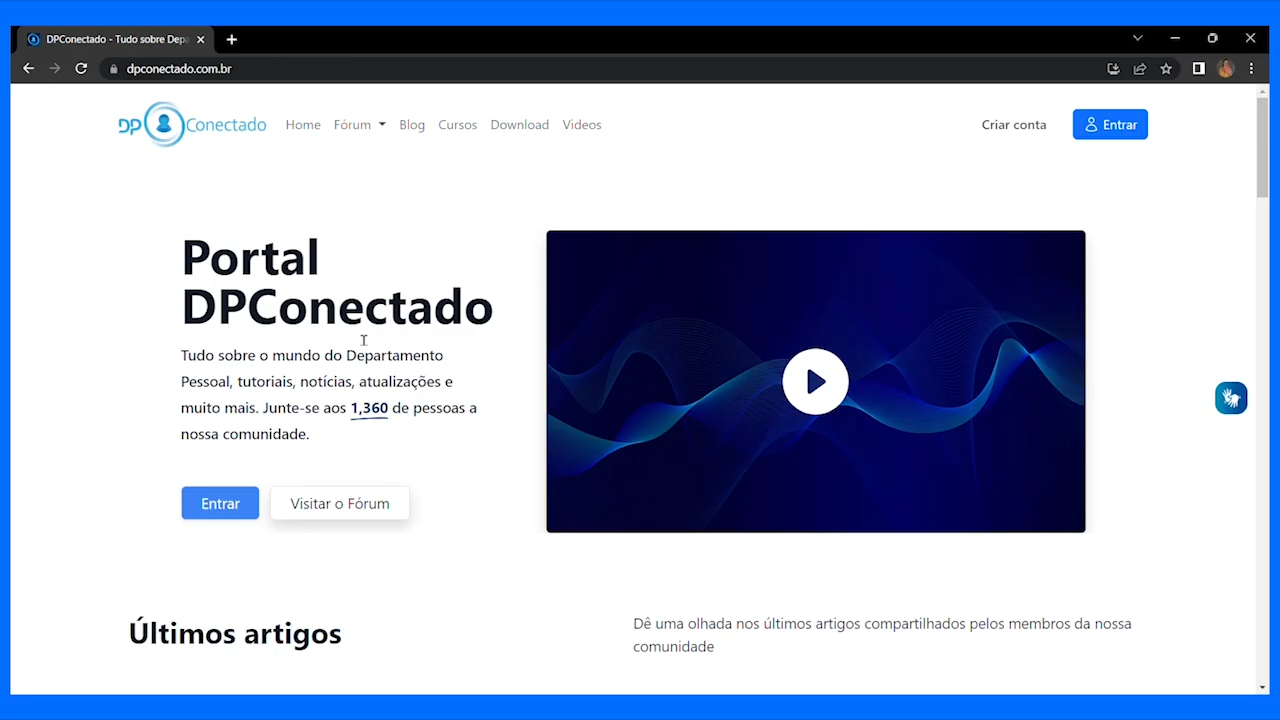 DPConectado - Tudo sobre Depa
dpconectado.com.br
DP Conectado
Home Fórum Blog Cursos Download Videos
Criar conta
Entrar
Portal
DPConectado
Tudo sobre o mundo do Departamento
Pessoal, tutoriais, notícias, atualizações e
muito mais. Junte-se aos 1,360 de pessoas a
nossa comunidade.
Entrar
Visitar o Fórum
Últimos artigos
Dê uma olhada nos últimos artigos compartilhados pelos membros da nossa
comunidade